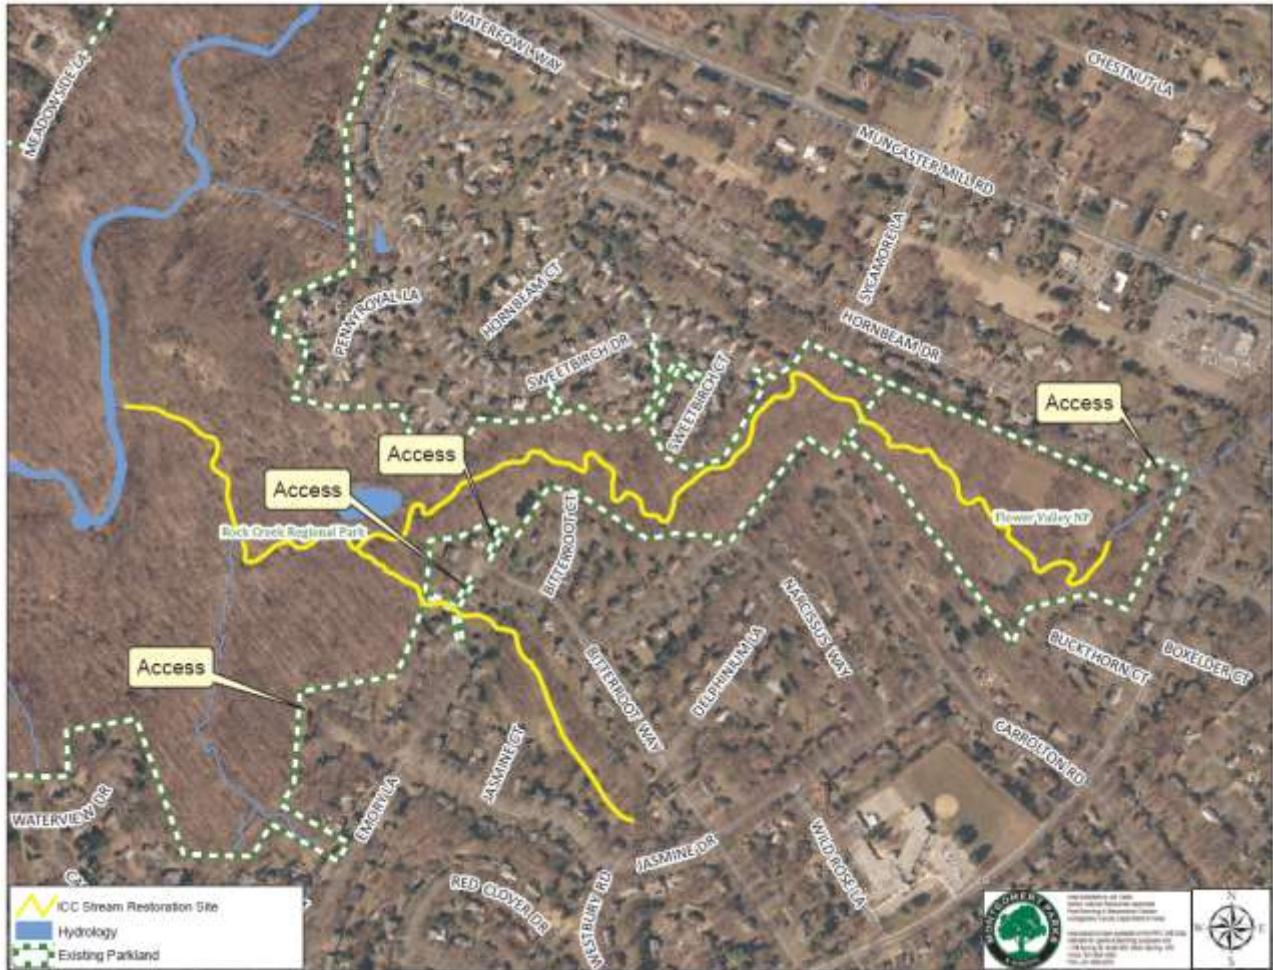 WATERFOWL WAY
CHESTNUT LA
MEADOWSIDE LA
MUNCASTER MILL RD
SYCAMORE LA
PENNYROYAL LA
HORNBEAM CT
HORNBEAM DR
SWEETBIRCH DR
SWEETBIRCH CT
Access
Access
Access
Rock Creek Regional Park
Flower Valley NP
BITTERROOT CT
NARCISSUS WAY
BUCKTHORN CT
BOXELDER CT
Access
DELPHINIUM LA
BITTERROOT WAY
CARROLTON RD
JASMINE CT
EMORY LA
WATERVIEW DR
JASMINE DR
WILD ROSE LA
RED CLOVER DR
WESTBURY RD
ICC Stream Restoration Site
Hydrology
Existing Parkland
MONTGOMERY PARKS
N
W E
S